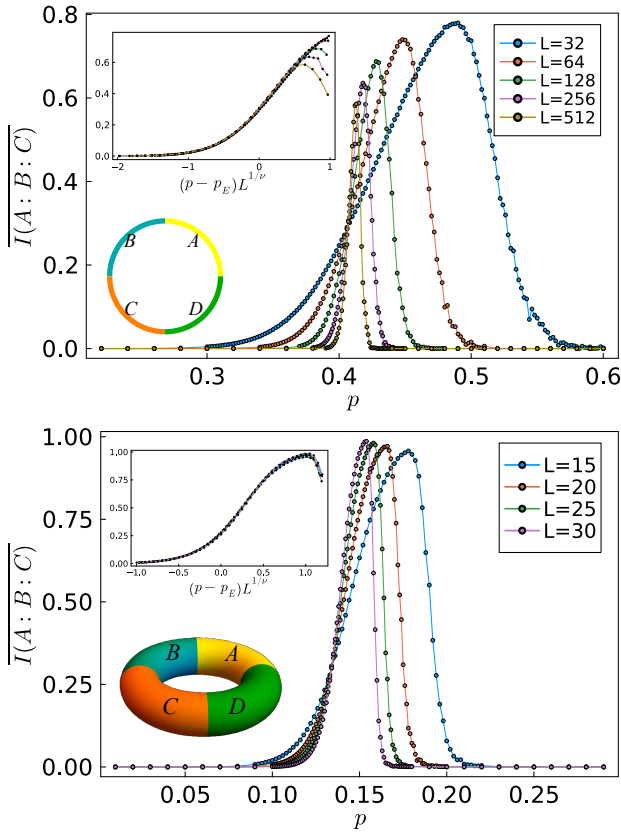 0.8
0.6
0.4
0.2
0.0
I(A : B : C)
0.3
0.4
0.5
0.6
p
L=32
L=64
L=128
L=256
L=512
0.6
0.4
0.2
0.0
−2
−1
0
1
(p − p_E)L^{1/ν}
B
A
C
D
1.00
0.75
0.50
0.25
0.00
I(A : B : C)
0.05
0.10
0.15
0.20
0.25
p
L=15
L=20
L=25
L=30
1.00
0.75
0.50
0.25
0.00
−1.0
−0.5
0.0
0.5
1.0
(p − p_E)L^{1/ν}
B
A
C
D